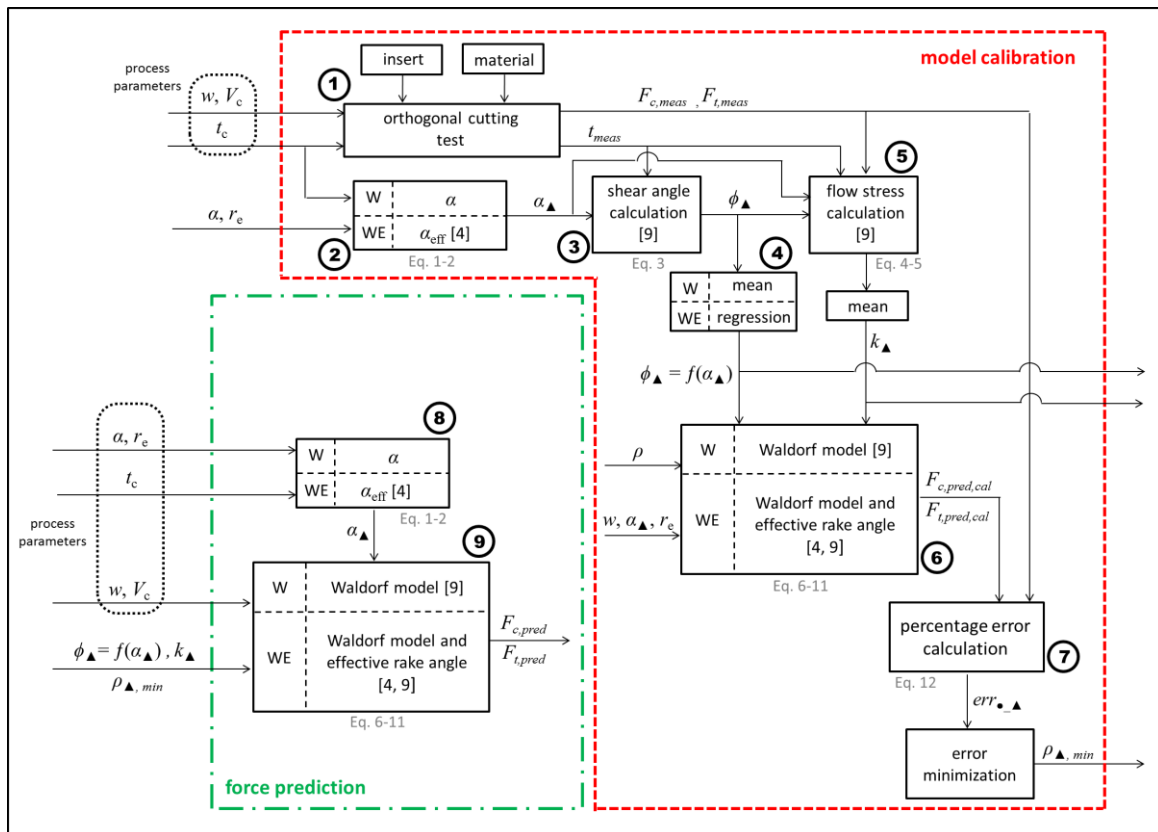 model calibration
insert
material
process
parameters
1
w, Vc
tc
orthogonal cutting
test
Fc,meas , Ft,meas
tmeas
5
W
α
WE
αeff [4]
α, re
2
Eq. 1-2
α▲
shear angle
calculation
[9]
3
Eq. 3
ϕ▲
4
flow stress
calculation
[9]
Eq. 4-5
W
mean
WE
regression
mean
k▲
ϕ▲ = f(α▲)
ρ
w, α▲, re
W
Waldorf model [9]
WE
Waldorf model and
effective rake angle
[4, 9]
6
Eq. 6-11
Fc,pred,cal
Ft,pred,cal
percentage error
calculation
7
Eq. 12
err●_▲
error
minimization
ρ▲, min
8
α, re
tc
W
α
WE
αeff [4]
Eq. 1-2
process
parameters
α▲
9
w, Vc
ϕ▲ = f(α▲) , k▲
ρ▲, min
W
Waldorf model [9]
WE
Waldorf model and
effective rake angle
[4, 9]
Eq. 6-11
Fc,pred
Ft,pred
force prediction